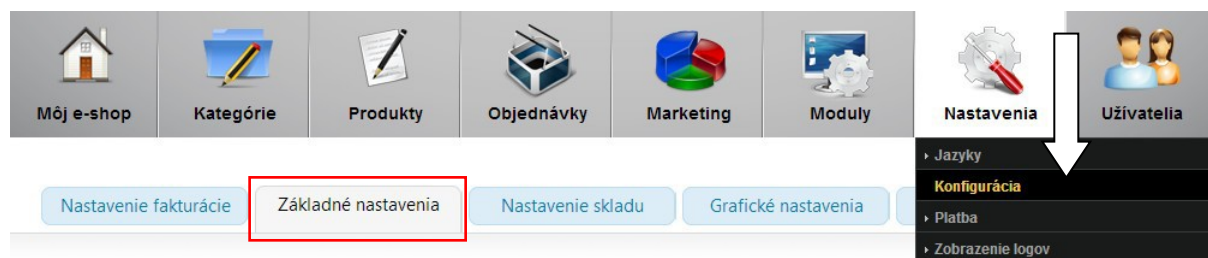 Môj e-shop
Kategórie
Produkty
Objednávky
Marketing
Moduly
Nastavenia
Užívatelia
Jazyky
Konfigurácia
Platba
Zobrazenie logov
Nastavenie fakturácie
Základné nastavenia
Nastavenie skladu
Grafické nastavenia